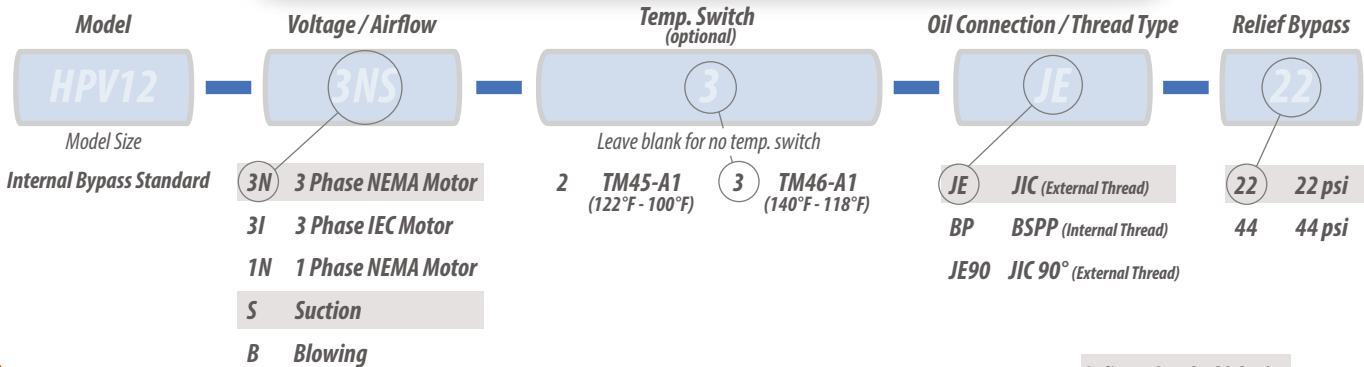 Model Voltage / Airflow Temp. Switch Oil Connection / Thread Type Relief Bypass
(optional)
HPV12 3NS 3 JE 22
Model Size Leave blank for no temp. switch
Internal Bypass Standard 3N 3 Phase NEMA Motor 2 TM45-A1 3 TM46-A1 JE JIC (External Thread) 22 22 psi
(122°F - 100°F) (140°F - 118°F)
3I 3 Phase IEC Motor BP BSPP (Internal Thread) 44 44 psi
1N 1 Phase NEMA Motor JE90 JIC 90° (External Thread)
S Suction
B Blowing